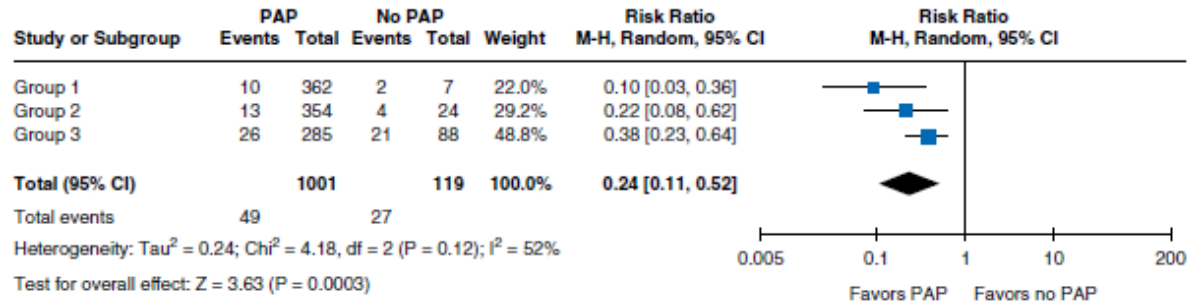 PAP No PAP Risk Ratio Risk Ratio
Study or Subgroup Events Total Events Total Weight M-H, Random, 95% CI M-H, Random, 95% CI
Group 1 10 362 2 7 22.0% 0.10 [0.03, 0.36]
Group 2 13 354 4 24 29.2% 0.22 [0.08, 0.62]
Group 3 26 285 21 88 48.8% 0.38 [0.23, 0.64]
Total (95% CI) 1001 119 100.0% 0.24 [0.11, 0.52]
Total events 49 27
Heterogeneity: Tau² = 0.24; Chi² = 4.18, df = 2 (P = 0.12); I² = 52%
Test for overall effect: Z = 3.63 (P = 0.0003)
0.005 0.1 1 10 200
Favors PAP Favors no PAP